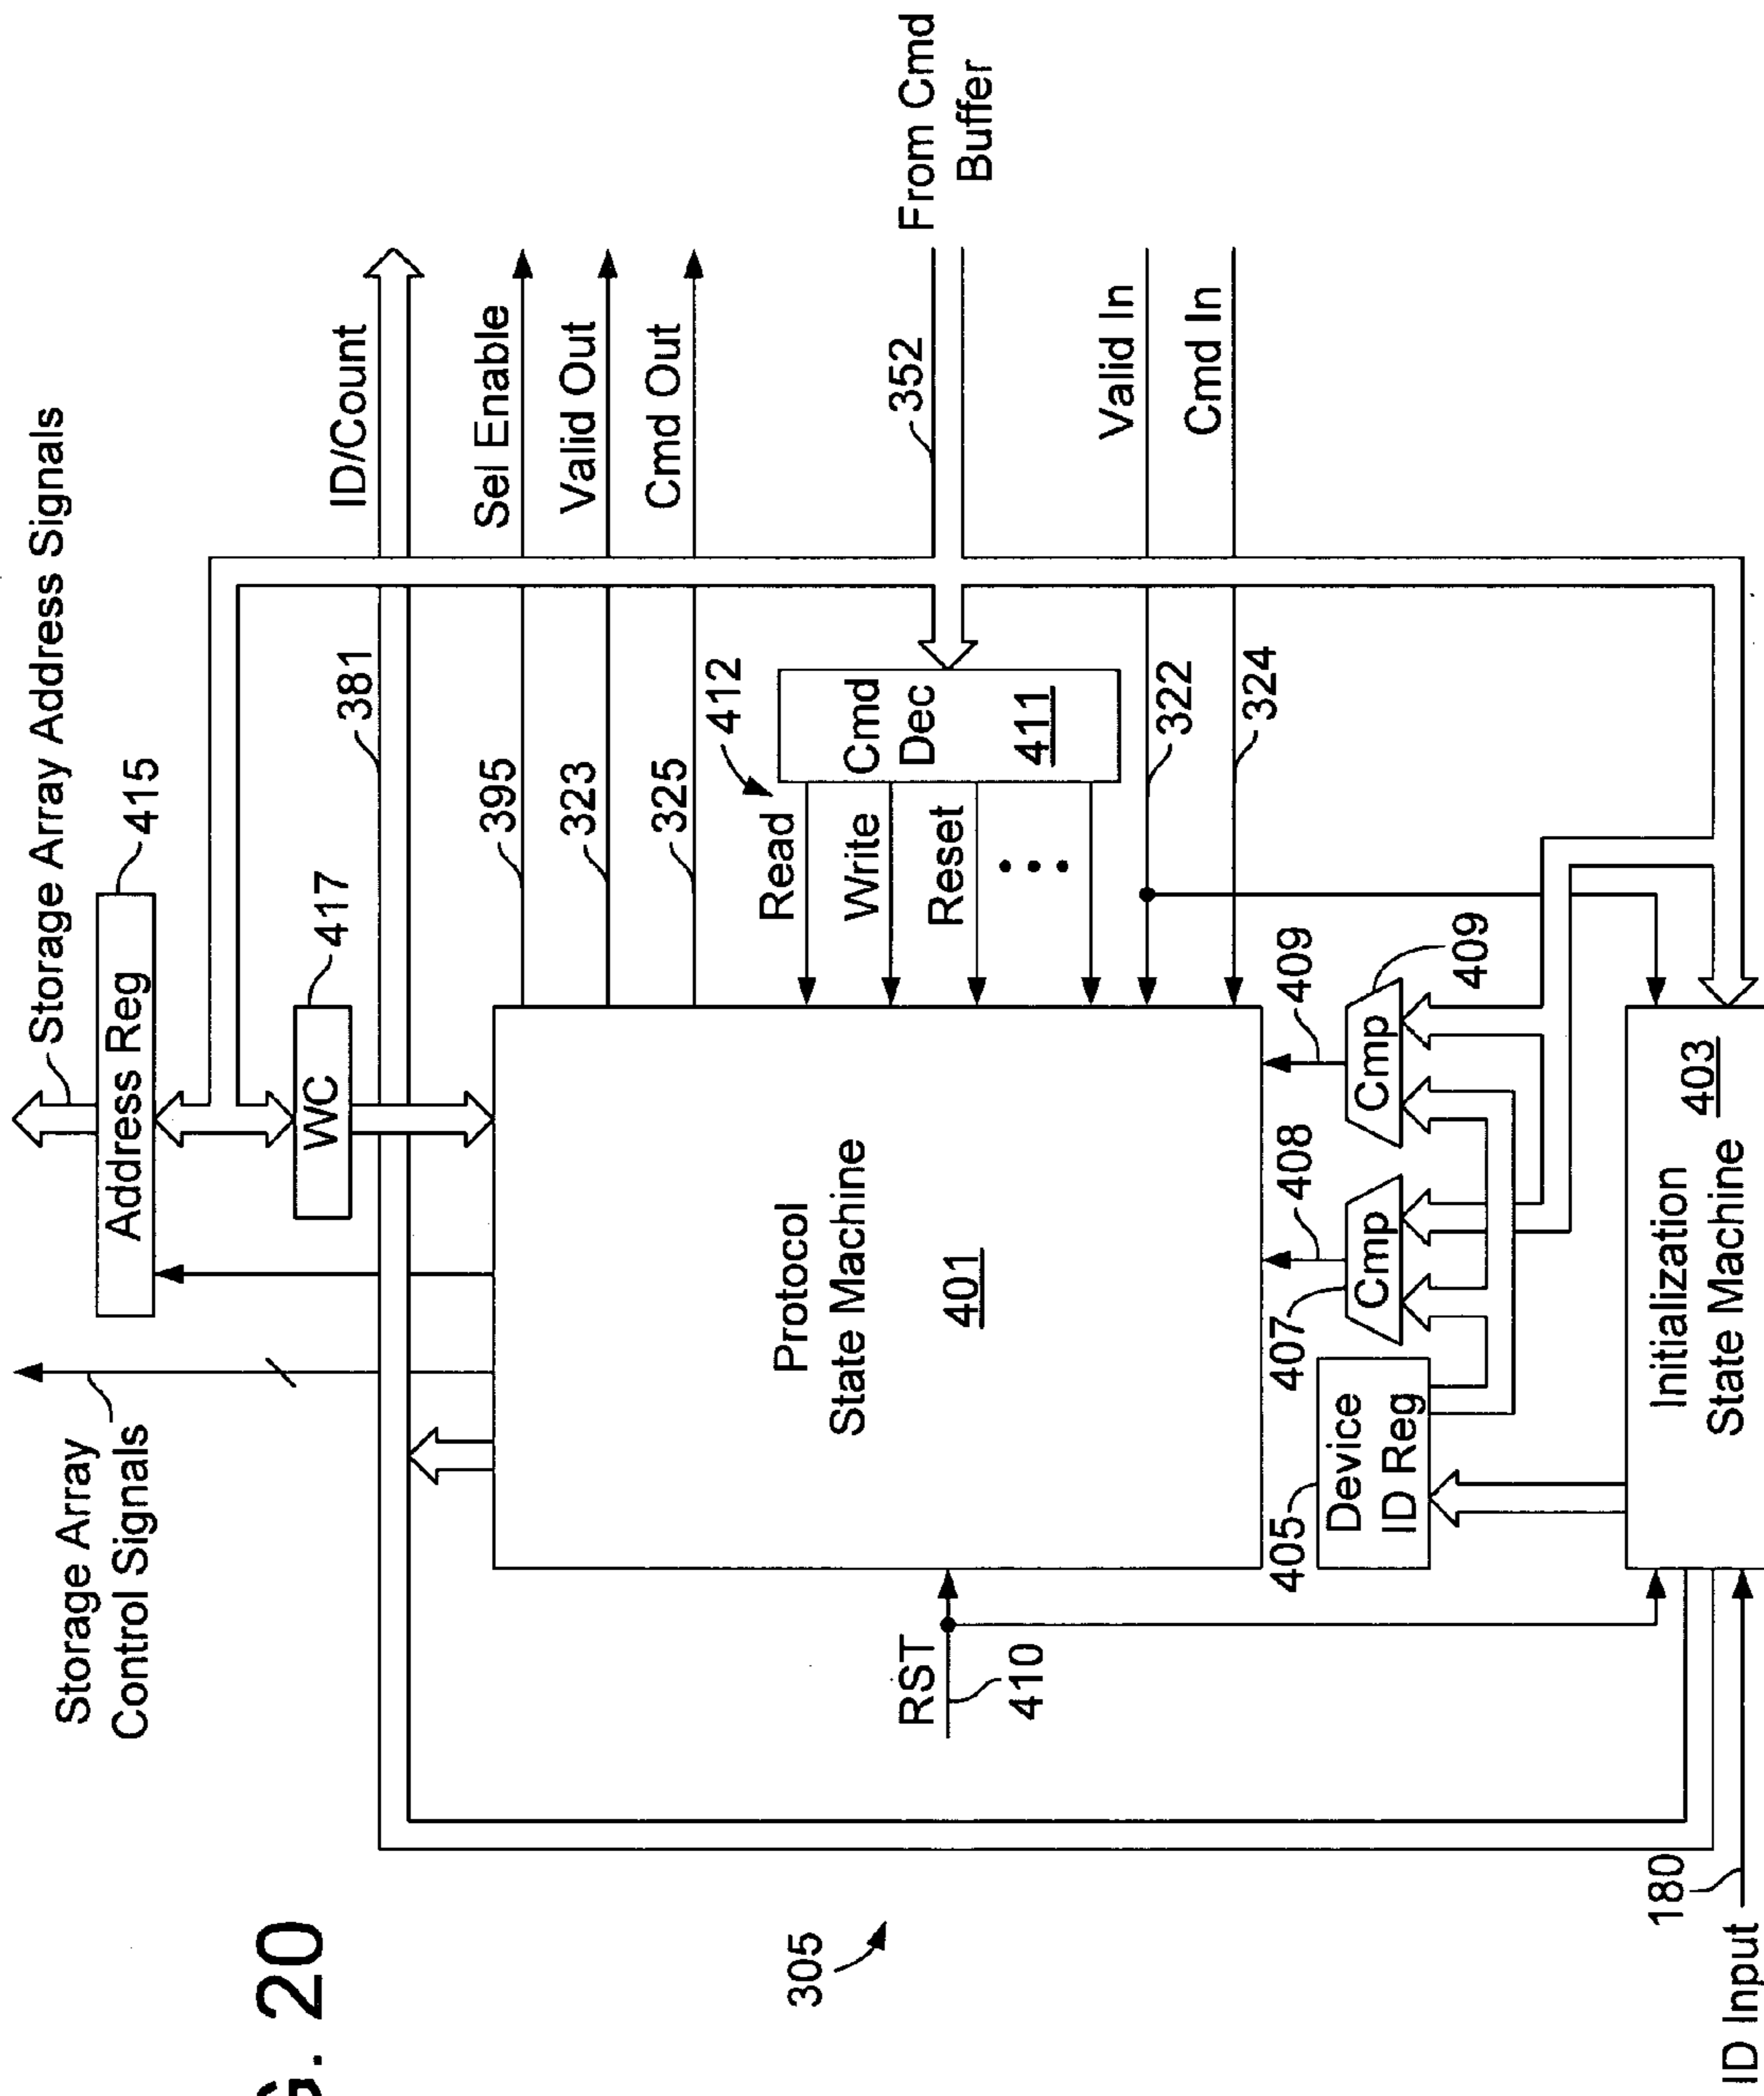 G. 20
305
Storage Array
Control Signals
Storage Array Address Signals
Address Reg
415
WC
417
381
ID/Count
395
Sel Enable
323
Valid Out
325
Cmd Out
RST
410
Protocol
State Machine
401
412
Read
Write
Reset
Cmd
Dec
411
352
From Cmd
Buffer
322
Valid In
324
Cmd In
405
Device
ID Reg
407
Cmp
408
Cmp
409
409
180
ID Input
Initialization
State Machine
403